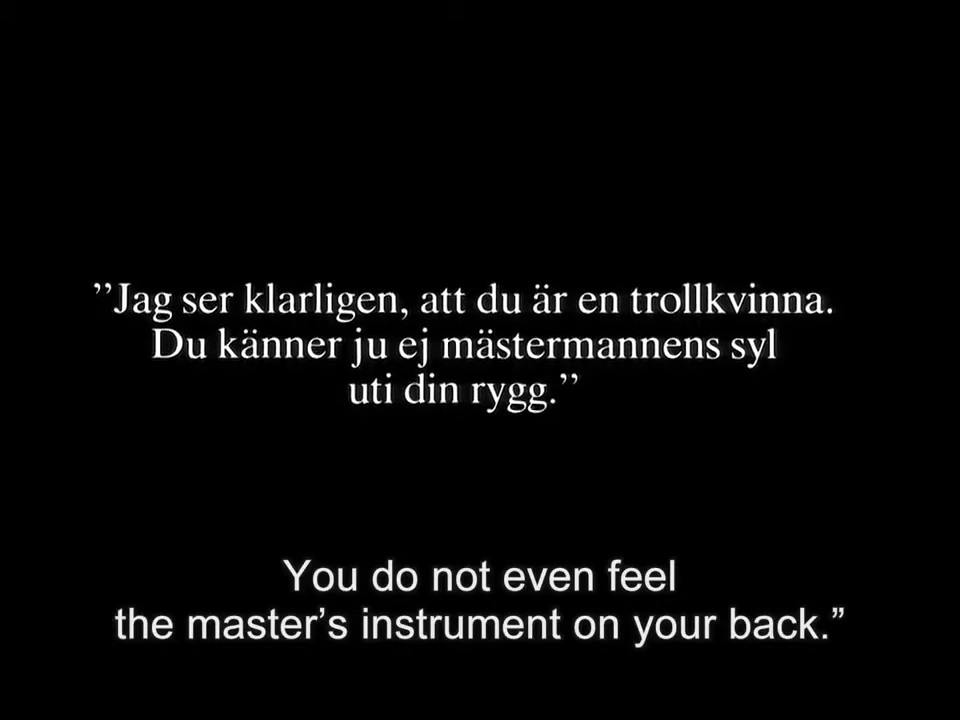 ”Jag ser klarligen, att du är en trollkvinna.
Du känner ju ej mästermannens syl
uti din rygg.”
You do not even feel
the master’s instrument on your back.”